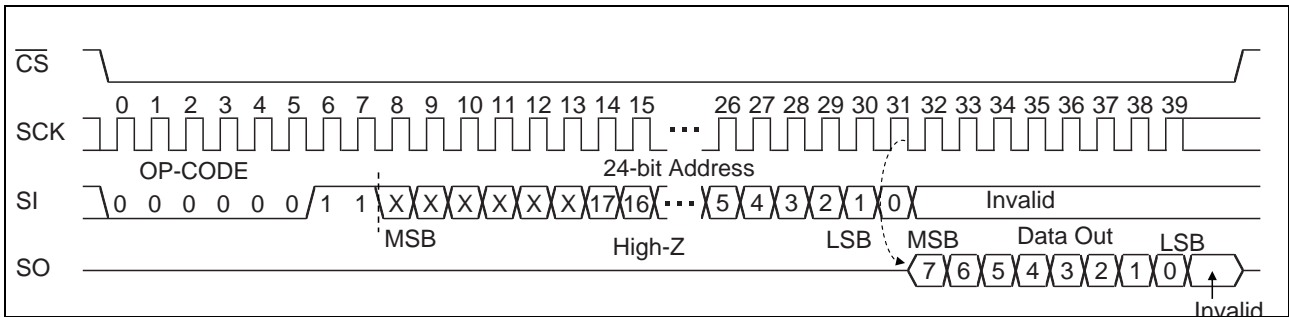 CS
0 1 2 3 4 5 6 7 8 9 10 11 12 13 14 15 26 27 28 29 30 31 32 33 34 35 36 37 38 39
SCK
OP-CODE 24-bit Address
SI 0 0 0 0 0 0 1 1 X X X X X X 17 16 5 4 3 2 1 0 Invalid
MSB High-Z LSB MSB Data Out LSB
SO 7 6 5 4 3 2 1 0
Invalid